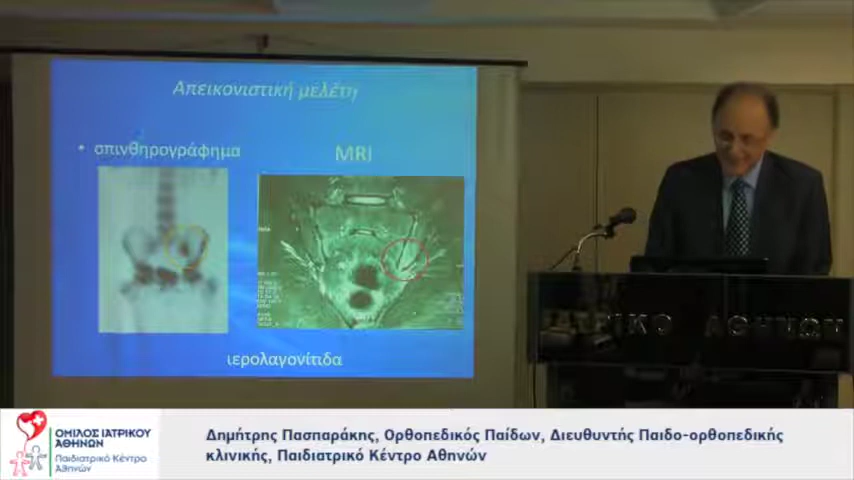 Απεικονιστική μελέτη
• σπινθηρογράφημα
MRI
ιερολαγονίτιδα
ΙΚΟ ΑΘΗΝΩΝ
ΟΜΙΛΟΣ ΙΑΤΡΙΚΟΥ
ΑΘΗΝΩΝ
Παιδιατρικό Κέντρο
Αθηνών
Δημήτρης Πασπαράκης, Ορθοπεδικός Παίδων, Διευθυντής Παιδο-ορθοπεδικής
κλινικής, Παιδιατρικό Κέντρο Αθηνών